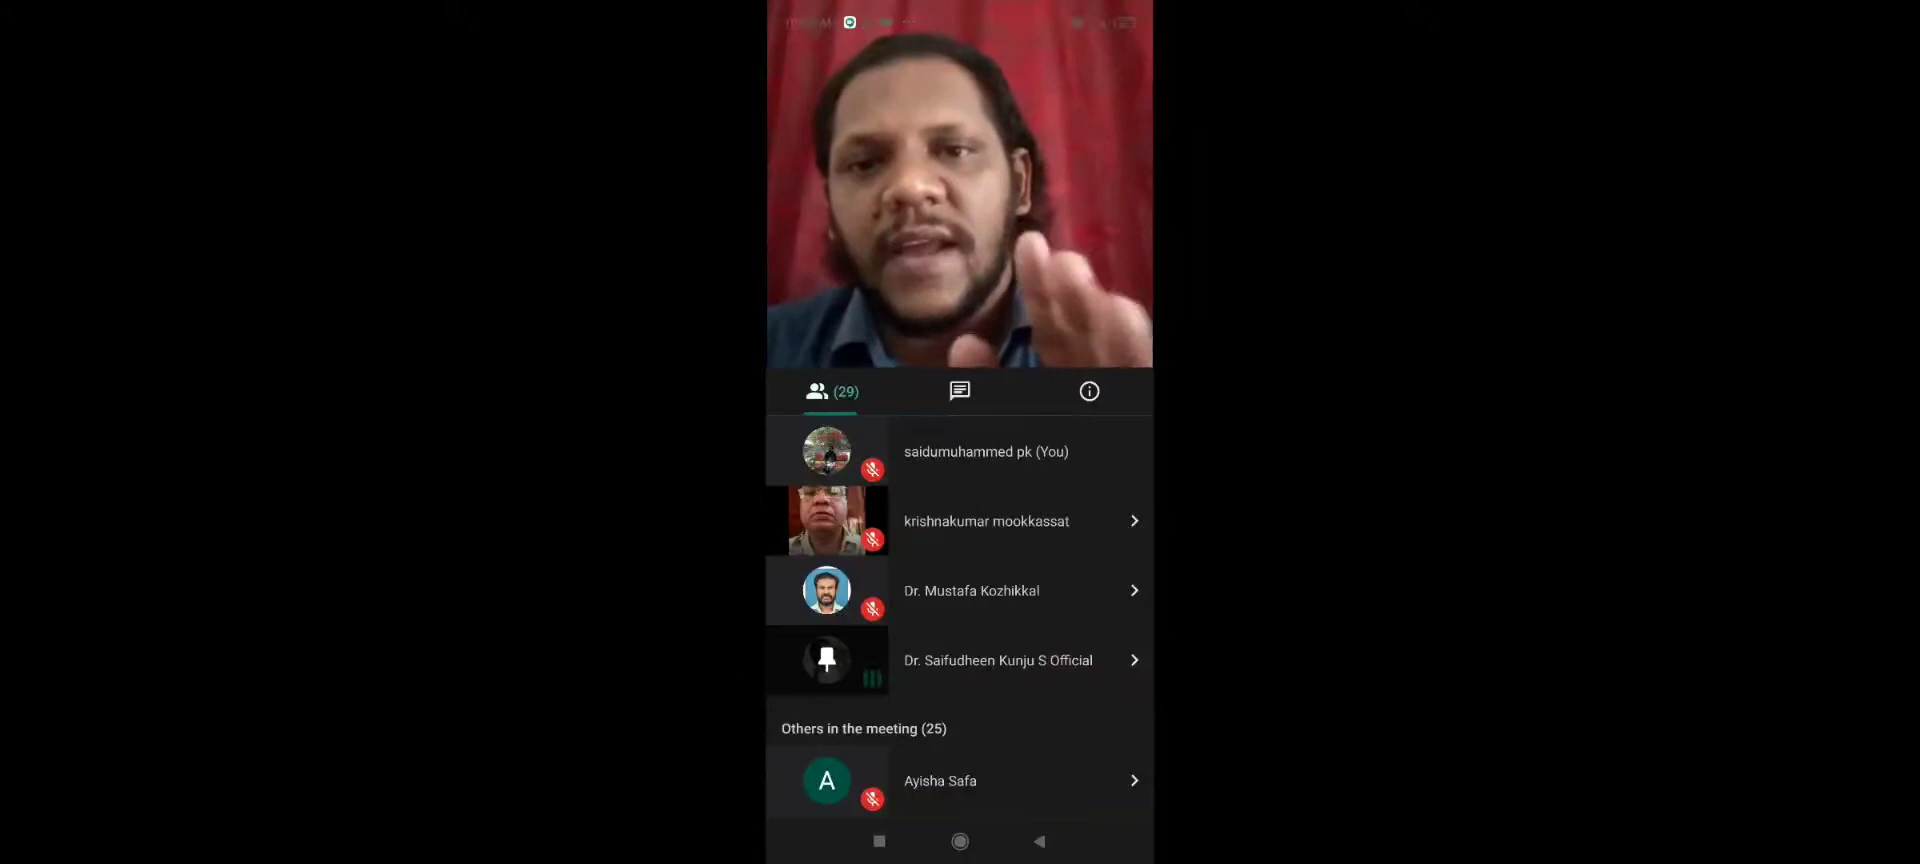 (29)
saidumuhammed pk (You)
krishnakumar mookkassat
Dr. Mustafa Kozhikkal
Dr. Saifudheen Kunju S Official
Others in the meeting (25)
A
Ayisha Safa